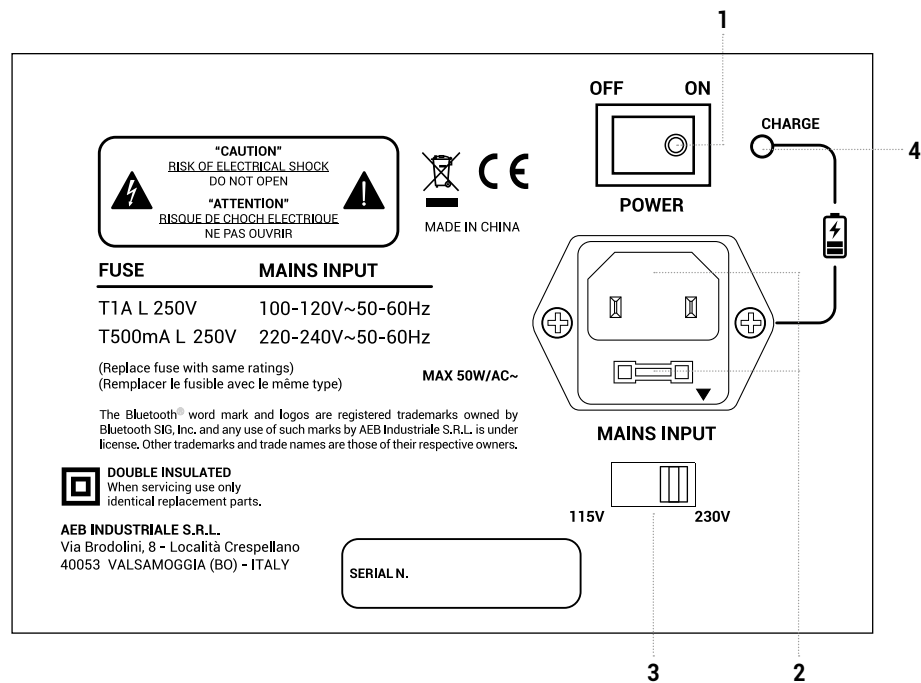 1
OFF ON
CHARGE
4
"CAUTION"
RISK OF ELECTRICAL SHOCK
DO NOT OPEN
"ATTENTION"
RISQUE DE CHOCH ELECTRIQUE
NE PAS OUVRIR
CE
MADE IN CHINA
POWER
FUSE MAINS INPUT
T1A L 250V 100-120V~50-60Hz
T500mA L 250V 220-240V~50-60Hz
(Replace fuse with same ratings)
(Remplacer le fusible avec le même type)
MAX 50W/AC~
The Bluetooth® word mark and logos are registered trademarks owned by
Bluetooth SIG, Inc. and any use of such marks by AEB Industriale S.R.L. is under
license. Other trademarks and trade names are those of their respective owners.
MAINS INPUT
DOUBLE INSULATED
When servicing use only
identical replacement parts.
115V 230V
AEB INDUSTRIALE S.R.L.
Via Brodolini, 8 - Località Crespellano
40053 VALSAMOGGIA (BO) - ITALY
SERIAL N.
3 2